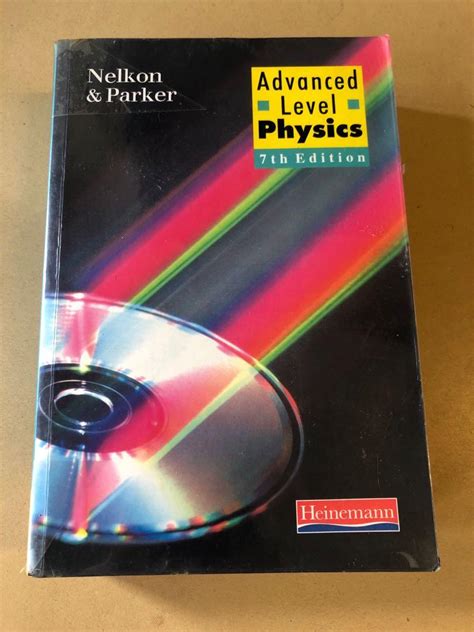 Nelkon
& Parker
Advanced
Level
Physics
7th Edition
Heinemann